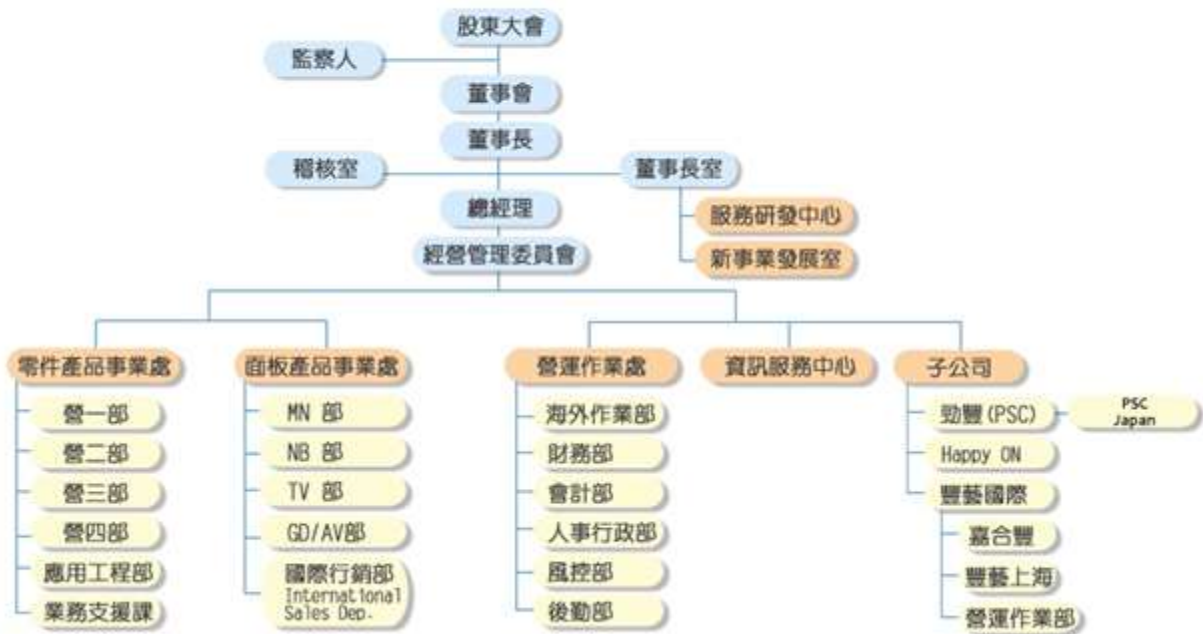 股東大會
監察人
董事會
董事長
稽核室
董事長室
總經理
服務研發中心
經營管理委員會
新事業發展室
零件產品事業處
營一部
營二部
營三部
營四部
應用工程部
業務支援課
面板產品事業處
MN 部
NB 部
TV 部
GD/AV部
國際行銷部
International
Sales Dep.
營運作業處
海外作業部
財務部
會計部
人事行政部
風控部
後勤部
資訊服務中心
子公司
勁豐(PSC)
PSC
Japan
Happy ON
豐藝國際
嘉合豐
豐藝上海
營運作業部